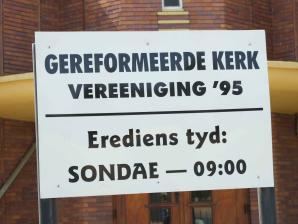 GEREFORMEERDE KERK
VEREENIGING '95
Erediens tyd:
SONDAE — 09:00